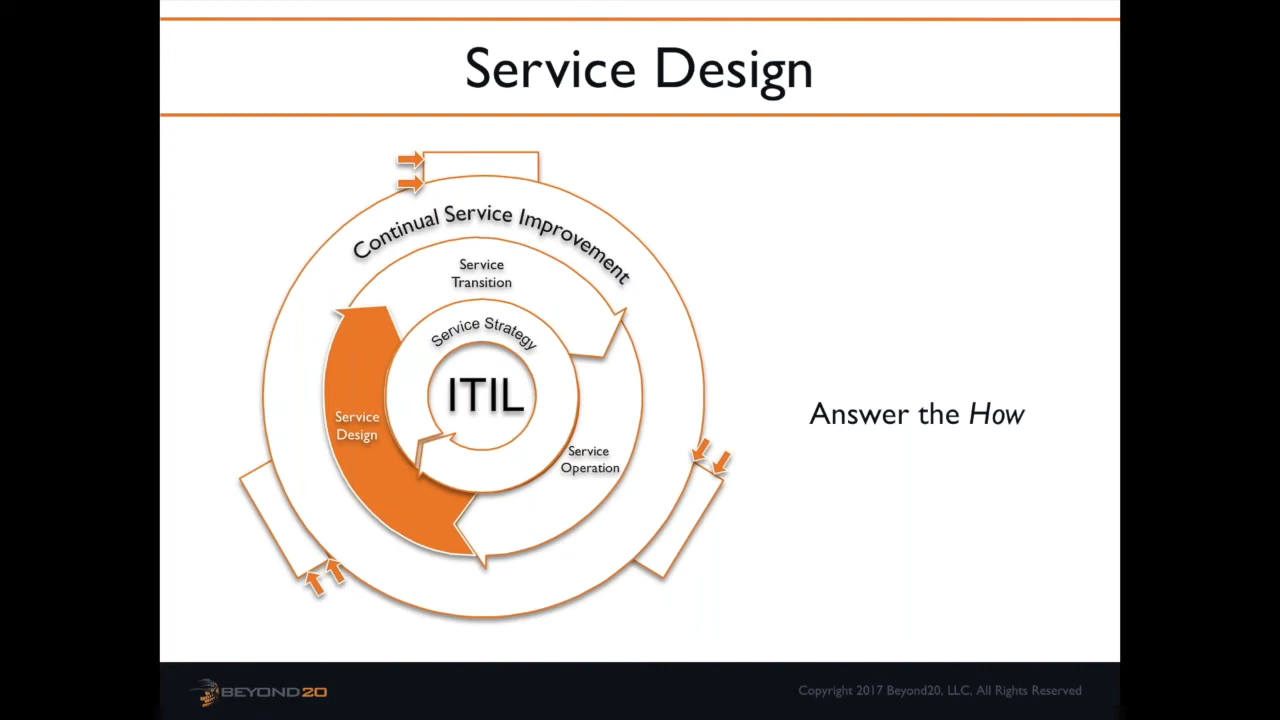 Service Design
Continual Service Improvement
Service
Transition
Service Strategy
ITIL
Service
Design
Service
Operation
Answer the How
BEYOND20
Copyright 2017 Beyond20, LLC, All Rights Reserved